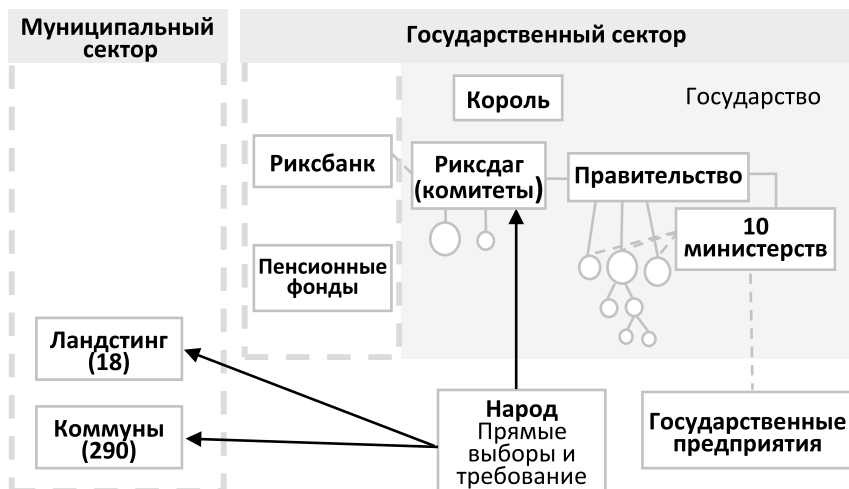 Муниципальный
сектор
Государственный сектор
Король
Государство
Риксбанк
Риксдаг
(комитеты)
Правительство
10
министерств
Пенсионные
фонды
Ландстинг
(18)
Коммуны
(290)
Народ
Прямые
выборы и
требование
Государственные
предприятия